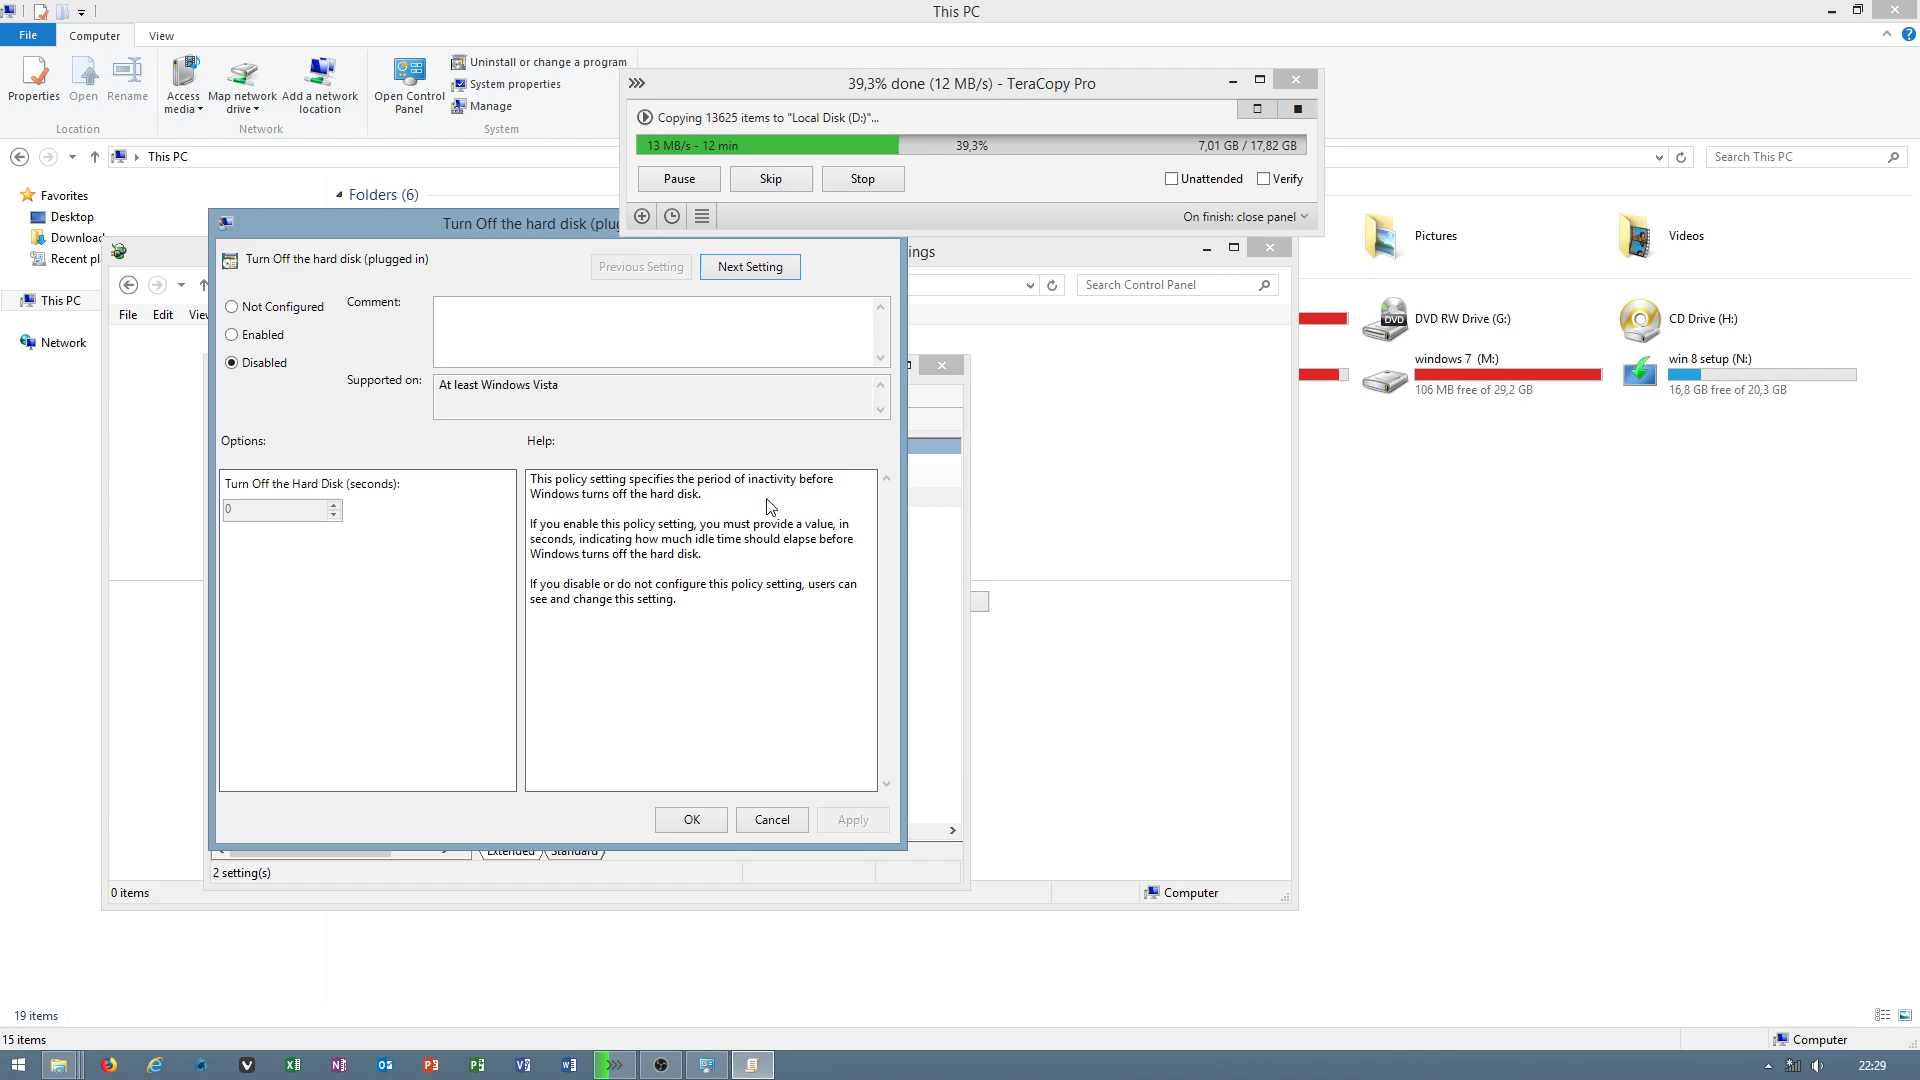 This PC
File
Computer
View
Properties
Open
Rename
Access media
Map network drive
Add a network location
Open Control Panel
Uninstall or change a program
System properties
Manage
Location
Network
System
39,3% done (12 MB/s) - TeraCopy Pro
Copying 13625 items to "Local Disk (D:)"...
13 MB/s - 12 min
39,3%
7,01 GB / 17,82 GB
Pause
Skip
Stop
Unattended
Verify
On finish: close panel
This PC
Search This PC
Favorites
Desktop
Recent
This PC
Network
Folders (6)
Pictures
Videos
DVD RW Drive (G:)
CD Drive (H:)
windows 7 (M:)
106 MB free of 29,2 GB
win 8 setup (N:)
16,8 GB free of 20,3 GB
Search Control Panel
File
Edit
Turn Off the hard disk
Turn Off the hard disk (plugged in)
Previous Setting
Next Setting
Not Configured
Enabled
Disabled
Comment:
Supported on:
At least Windows Vista
Options:
Help:
Turn Off the Hard Disk (seconds):
0
This policy setting specifies the period of inactivity before
Windows turns off the hard disk.
If you enable this policy setting, you must provide a value, in
seconds, indicating how much idle time should elapse before
Windows turns off the hard disk.
If you disable or do not configure this policy setting, users can
see and change this setting.
OK
Cancel
Apply
Extended
Standard
2 setting(s)
0 items
Computer
19 items
15 items
Computer
22:29